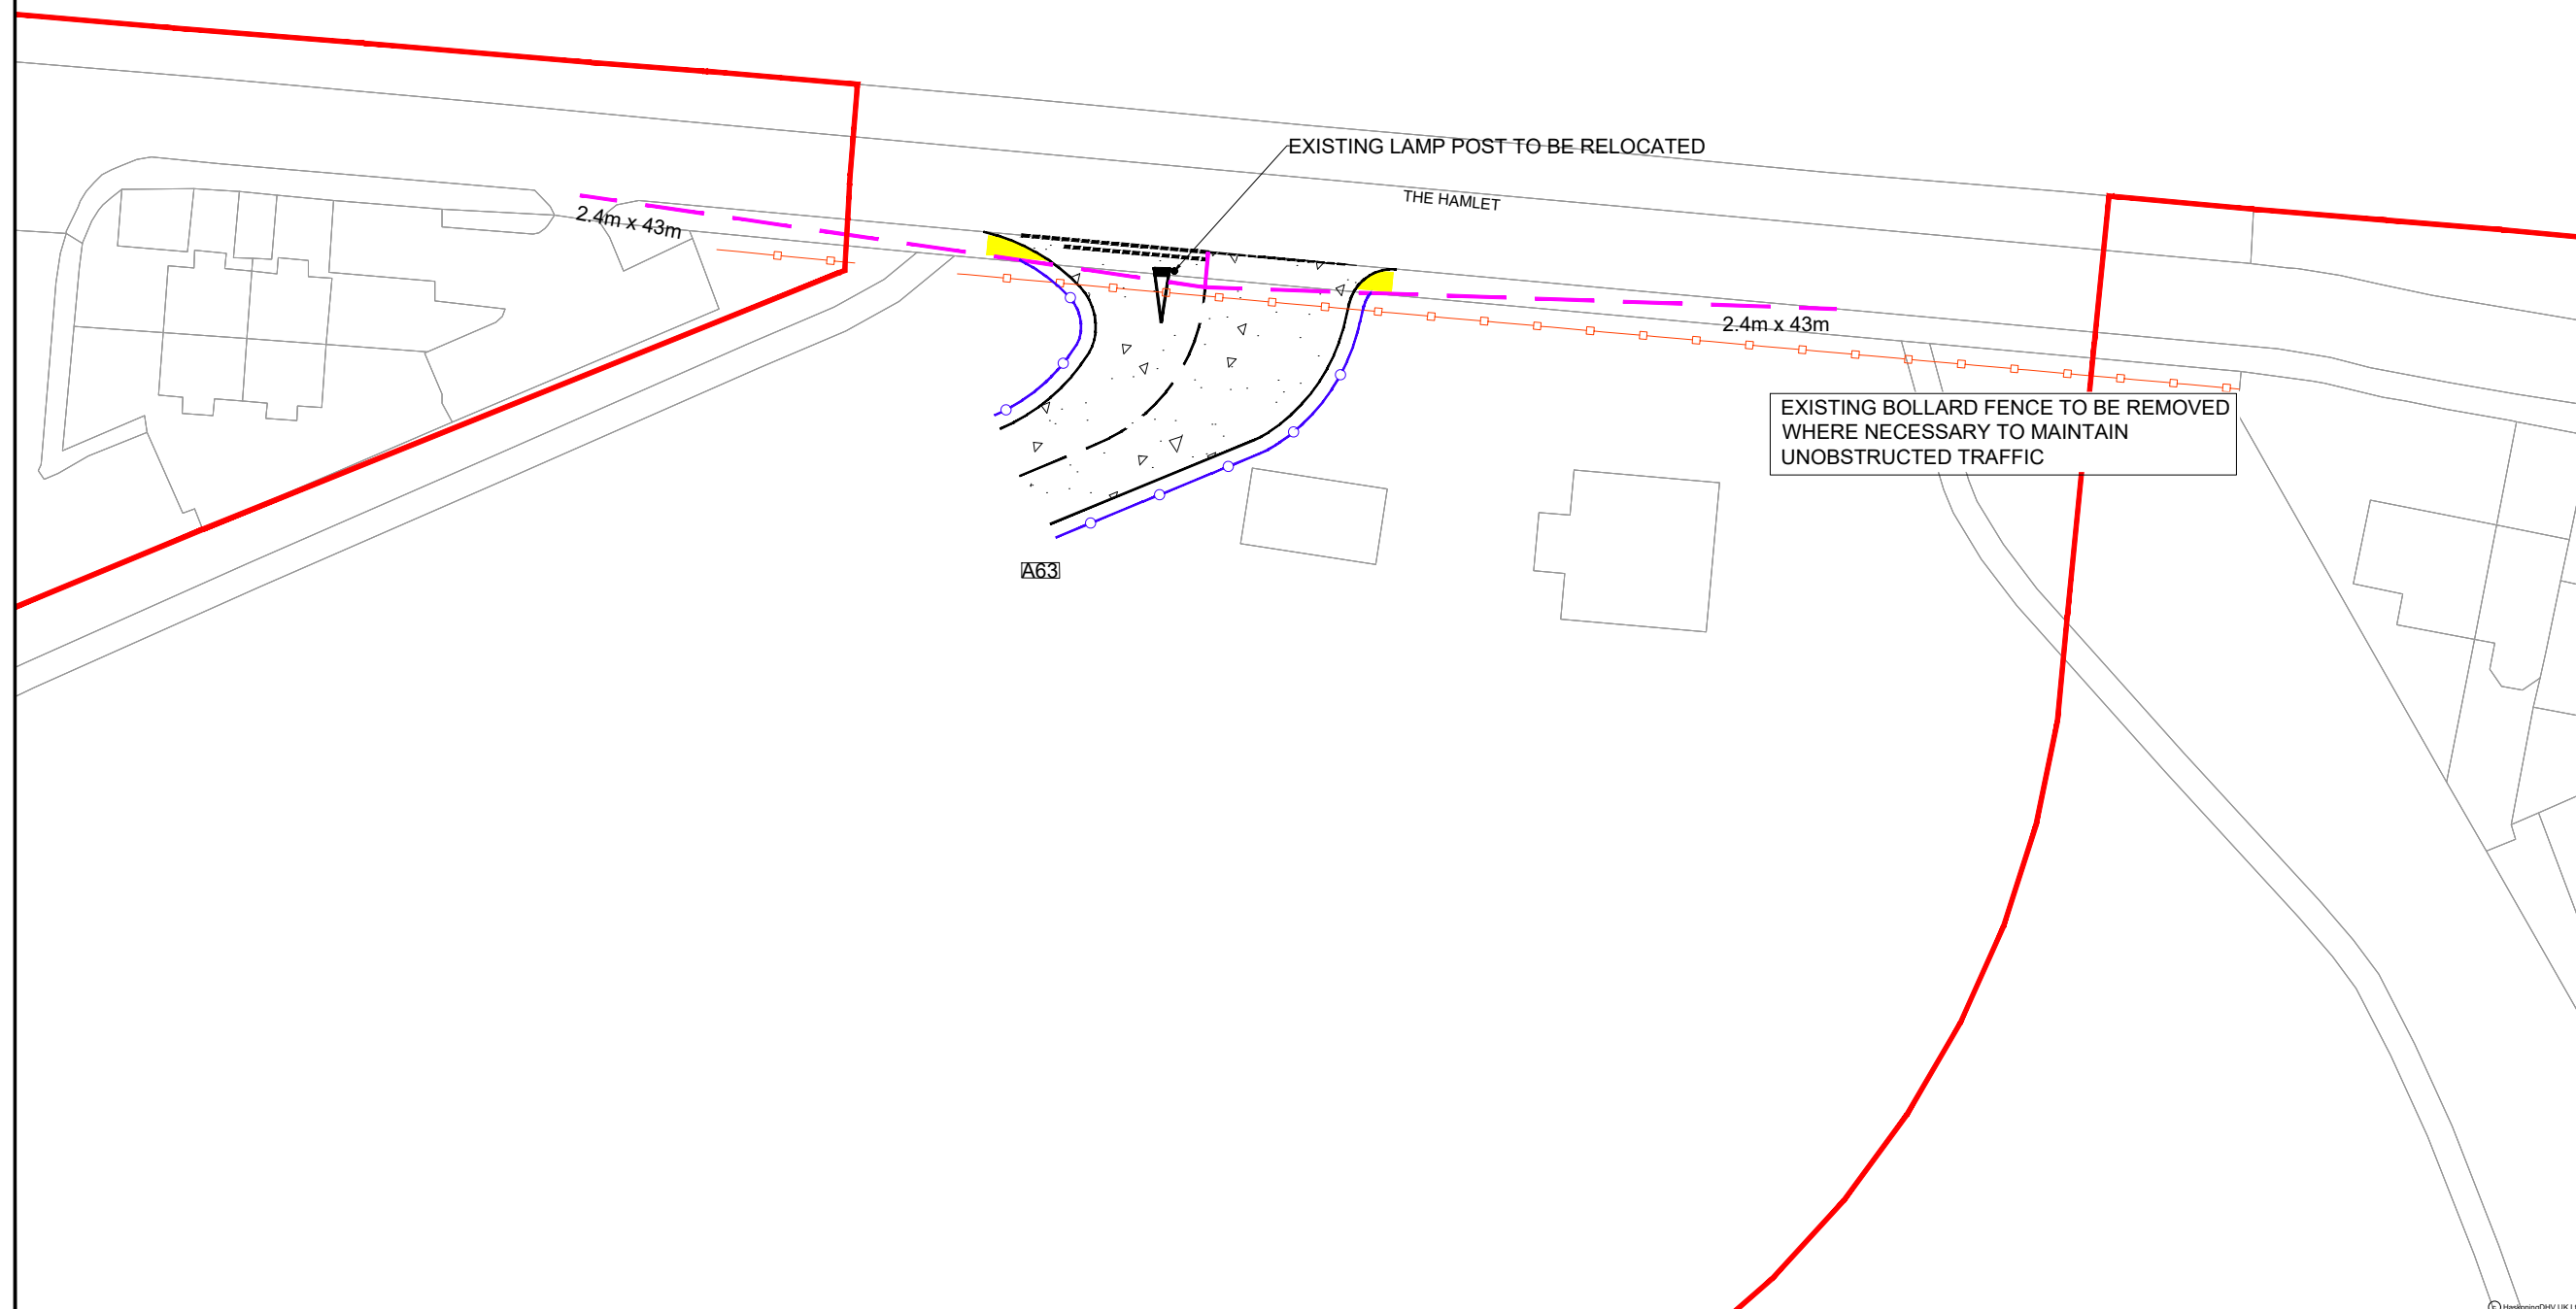 EXISTING LAMP POST TO BE RELOCATED
THE HAMLET
2.4m x 43m
2.4m x 43m
EXISTING BOLLARD FENCE TO BE REMOVED
WHERE NECESSARY TO MAINTAIN
UNOBSTRUCTED TRAFFIC
A63